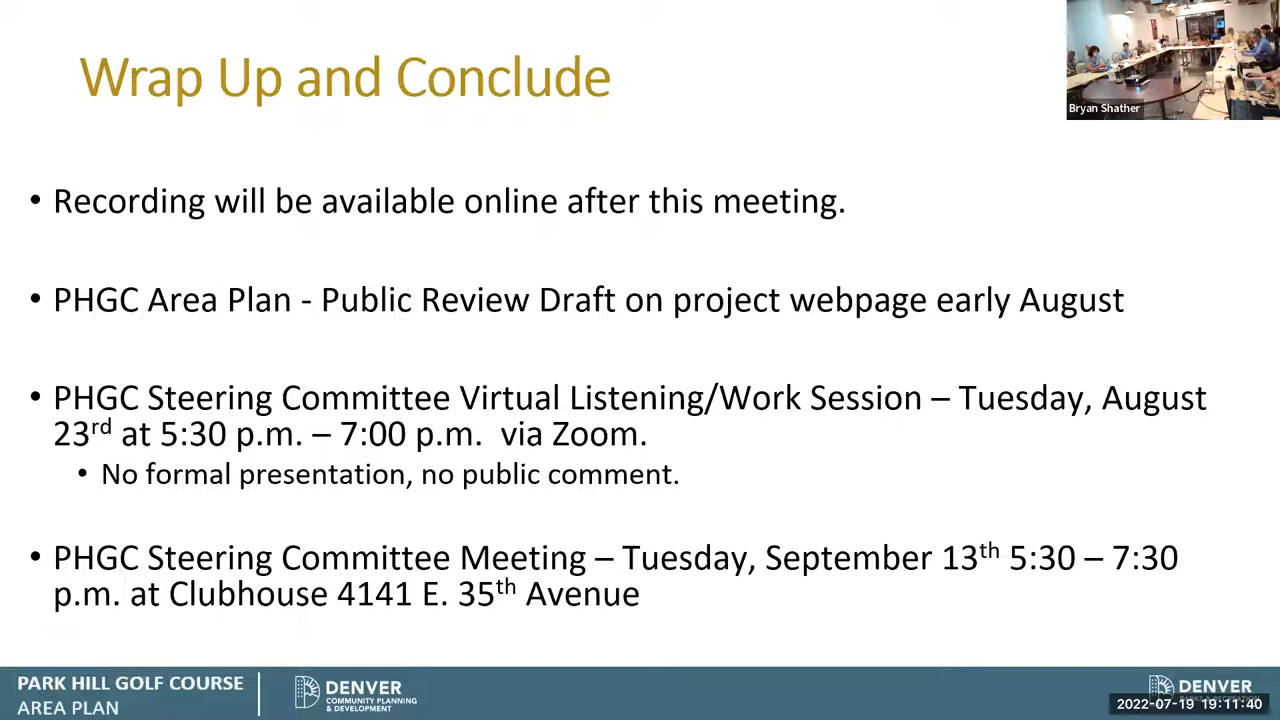 Wrap Up and Conclude
Bryan Shather
• Recording will be available online after this meeting.
• PHGC Area Plan - Public Review Draft on project webpage early August
• PHGC Steering Committee Virtual Listening/Work Session – Tuesday, August
23rd at 5:30 p.m. – 7:00 p.m. via Zoom.
• No formal presentation, no public comment.
• PHGC Steering Committee Meeting – Tuesday, September 13th 5:30 – 7:30
p.m. at Clubhouse 4141 E. 35th Avenue
PARK HILL GOLF COURSE
AREA PLAN
DENVER
COMMUNITY PLANNING
& DEVELOPMENT
DENVER
2022-07-19 19:11:40